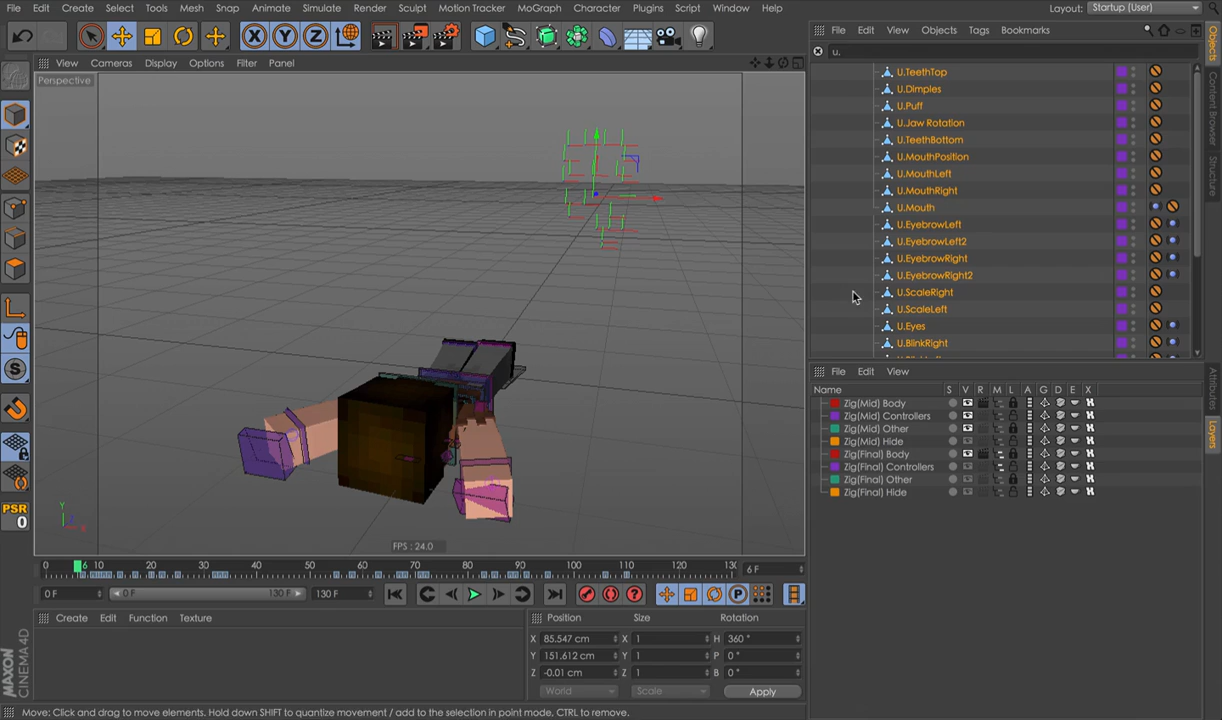 File Edit Create Select Tools Mesh Snap Animate Simulate Render Sculpt Motion Tracker MoGraph Character Plugins Script Window Help Layout: Startup (User)
File Edit View Objects Tags Bookmarks
u.
View Cameras Display Options Filter Panel
Perspective
U.TeethTop
U.Dimples
U.Puff
U.Jaw Rotation
U.TeethBottom
U.MouthPosition
U.MouthLeft
U.MouthRight
U.Mouth
U.EyebrowLeft
U.EyebrowLeft2
U.EyebrowRight
U.EyebrowRight2
U.ScaleRight
U.ScaleLeft
U.Eyes
U.BlinkRight
Objects
Content Browser
Structure
File Edit View
Name S V R M L A G D E X
Zig(Mid) Body
Zig(Mid) Controllers
Zig(Mid) Other
Zig(Mid) Hide
Zig(Final) Body
Zig(Final) Controllers
Zig(Final) Other
Zig(Final) Hide
Attributes
Layers
X Y Z
S
PSR
0
Y
FPS : 24.0
0 6 10 20 30 40 50 60 70 80 90 100 110 120 130 6 F
0 F 0 F 130 F 130 F
P
Create Edit Function Texture
Position Size Rotation
X 85.547 cm X 1 H 360 °
Y 151.612 cm Y 1 P 0 °
Z -0.01 cm Z 1 B 0 °
World Scale Apply
MAXON
CINEMA4D
Move: Click and drag to move elements. Hold down SHIFT to quantize movement / add to the selection in point mode, CTRL to remove.